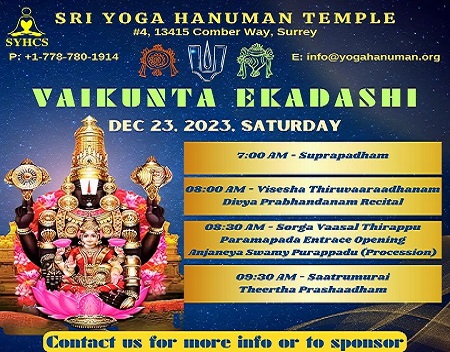 SRI YOGA HANUMAN TEMPLE
#4, 13415 Comber Way, Surrey
SYHCS
P: +1-778-780-1914
E: info@yogahanuman.org
VAIKUNTA EKADASHI
DEC 23, 2023, SATURDAY
7:00 AM - Suprapadham
08:00 AM - Visesha Thiruvaaraadhanam
Divya Prabhandanam Recital
08:30 AM - Sorga Vaasal Thirappu
Paramapada Entrace Opening
Anjaneya Swamy Purappadu (Procession)
09:30 AM - Saatrumurai
Theertha Prashaadham
Contact us for more info or to sponsor